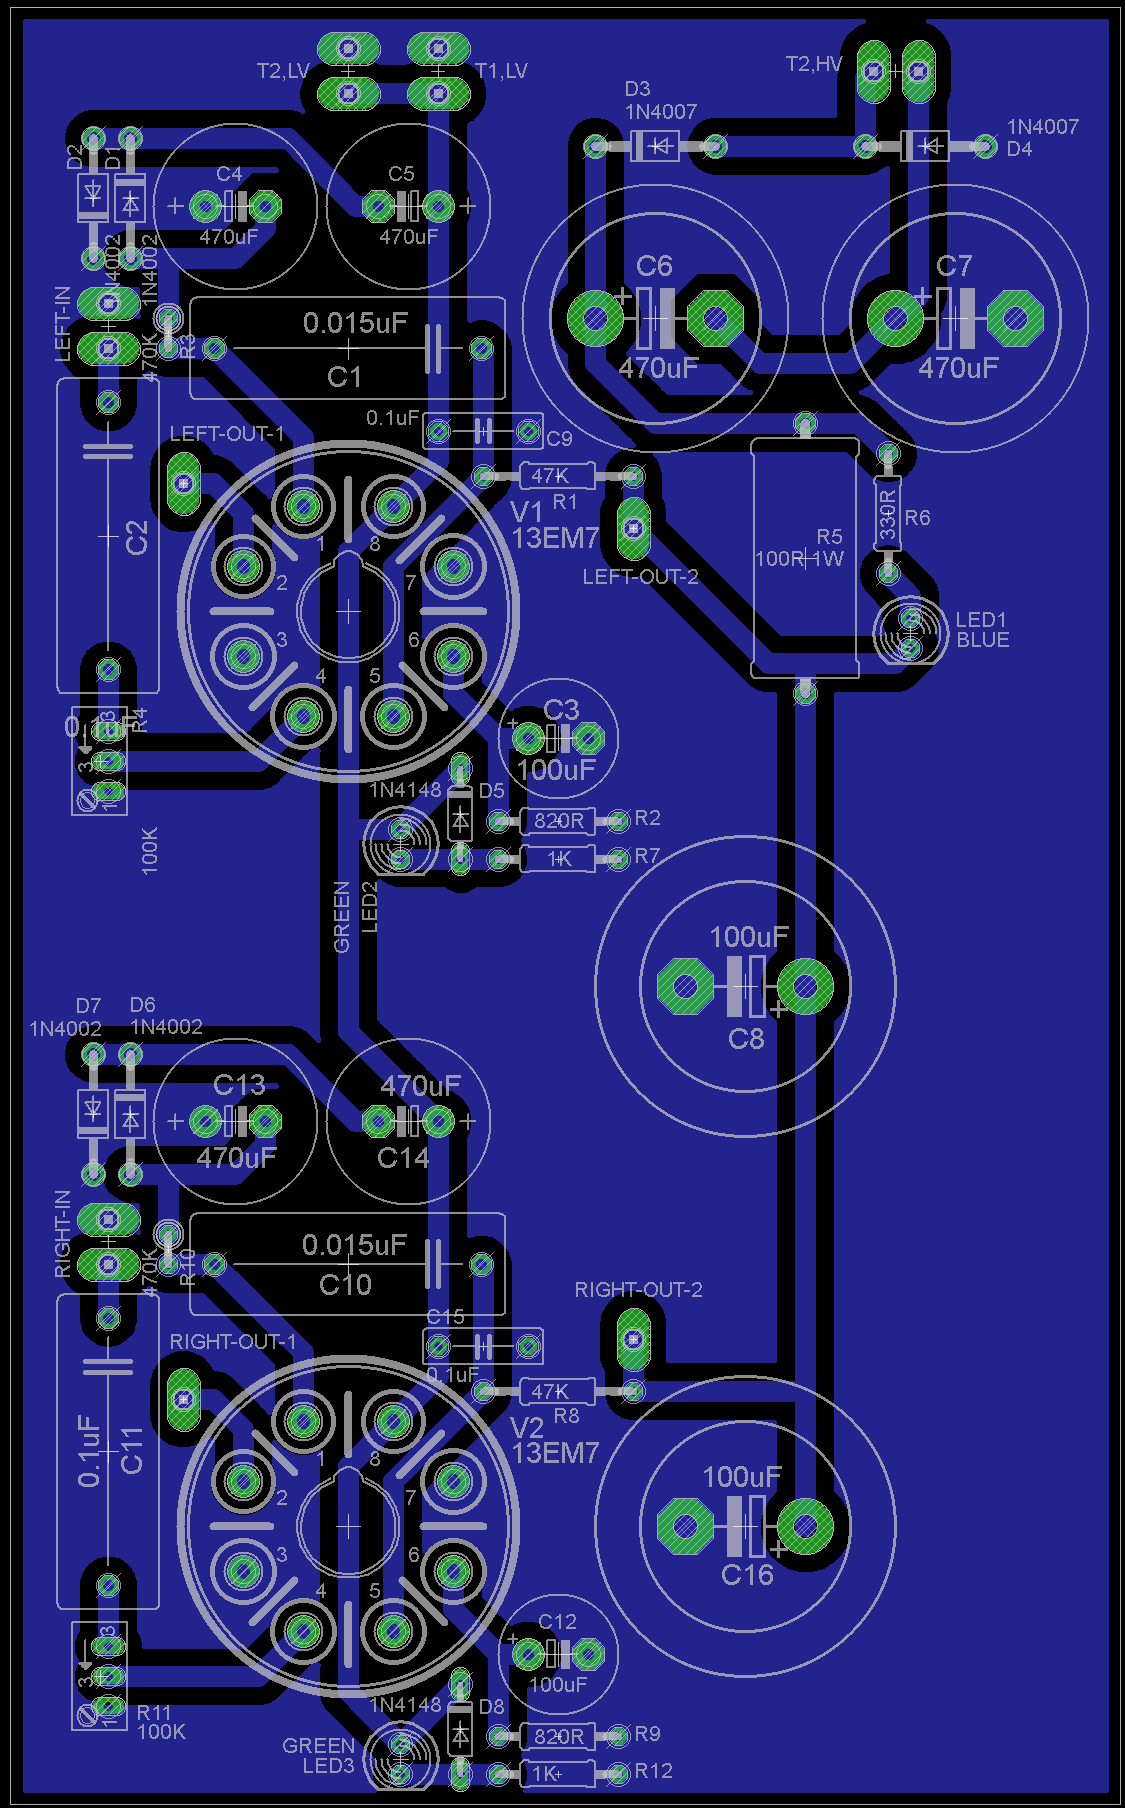 T2,LV
T1,LV
T2,HV
D3
1N4007
1N4007
D4
D2
D1
C4
470uF
C5
470uF
1N4002
1N4002
LEFT-IN
C6
470uF
C7
470uF
0.015uF
C1
470K
R3
0.1uF
C9
LEFT-OUT-1
47K
R1
V1
13EM7
C2
1
8
2
7
3
6
4
5
330R
R6
R5
100R 1W
LEFT-OUT-2
LED1
BLUE
C3
100uF
0.1uF
R4
3
3
1
100K
1N4148
D5
820R
R2
1K
R7
GREEN
LED2
100uF
C8
D7
1N4002
D6
1N4002
C13
470uF
470uF
C14
RIGHT-IN
470K
R10
0.015uF
C10
RIGHT-OUT-2
C15
0.1uF
RIGHT-OUT-1
47K
R8
V2
13EM7
0.1uF
C11
1
8
2
7
3
6
4
5
100uF
C16
C12
100uF
3
3
1
R11
100K
1N4148
D8
820R
R9
GREEN
LED3
1K
R12